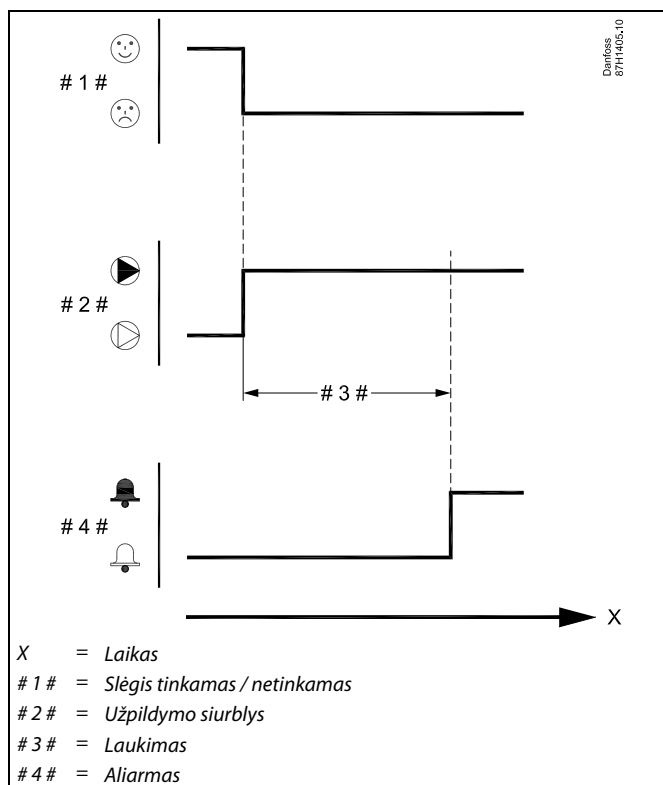 Danfoss
87H1405.10
# 1 #
# 2 #
# 3 #
# 4 #
X
X = Laikas
# 1 # = Slėgis tinkamas / netinkamas
# 2 # = Užpildymo siurblys
# 3 # = Laukimas
# 4 # = Aliarmas